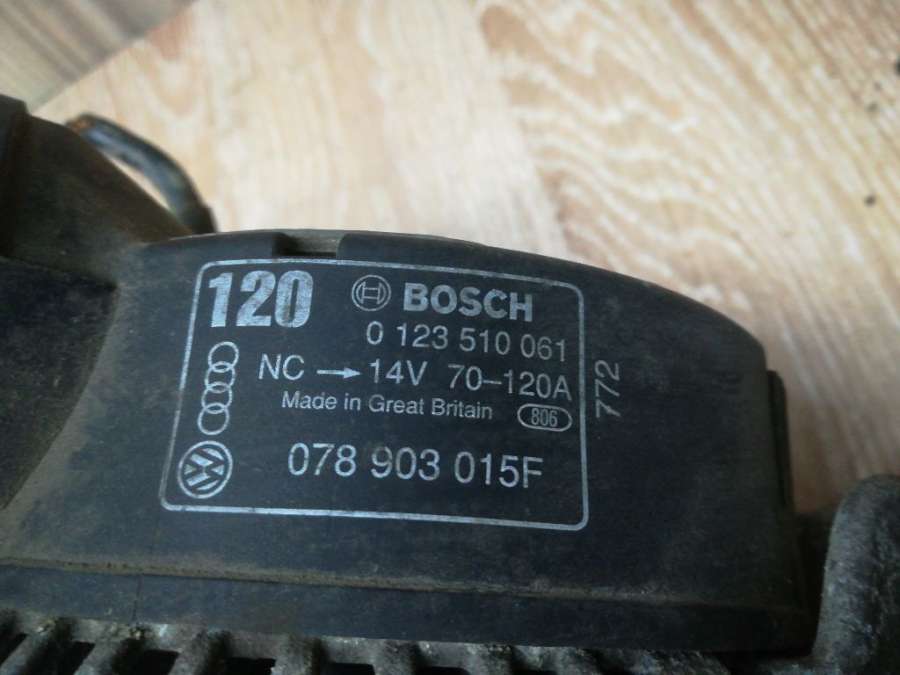 120 BOSCH
0 123 510 061
NC → 14V 70–120A
Made in Great Britain 806
078 903 015F
772